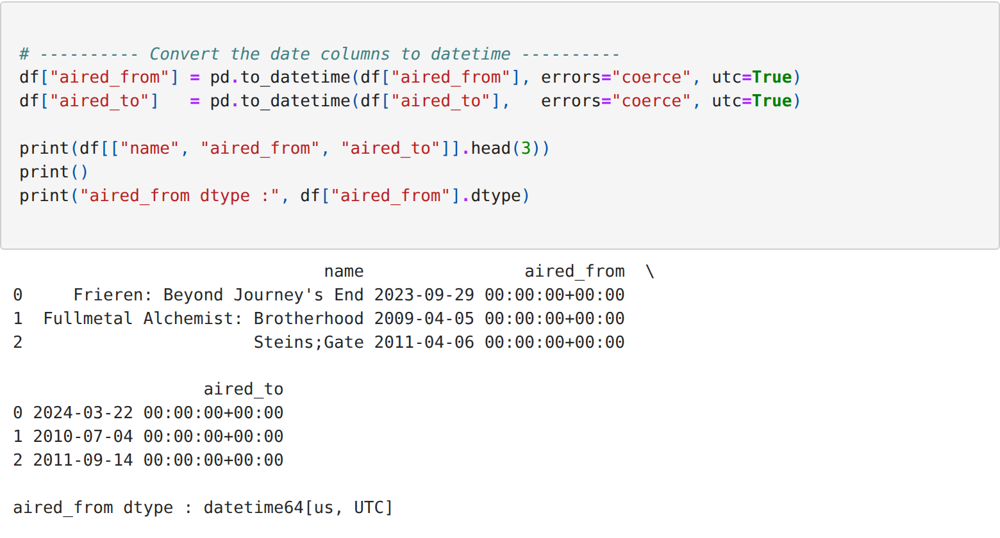 # ---------- Convert the date columns to datetime ----------
df["aired_from"] = pd.to_datetime(df["aired_from"], errors="coerce", utc=True)
df["aired_to"]   = pd.to_datetime(df["aired_to"],   errors="coerce", utc=True)

print(df[["name", "aired_from", "aired_to"]].head(3))
print()
print("aired_from dtype :", df["aired_from"].dtype)

                               name                aired_from  \
0     Frieren: Beyond Journey's End 2023-09-29 00:00:00+00:00
1  Fullmetal Alchemist: Brotherhood 2009-04-05 00:00:00+00:00
2                       Steins;Gate 2011-04-06 00:00:00+00:00

                   aired_to
0 2024-03-22 00:00:00+00:00
1 2010-07-04 00:00:00+00:00
2 2011-09-14 00:00:00+00:00

aired_from dtype : datetime64[us, UTC]